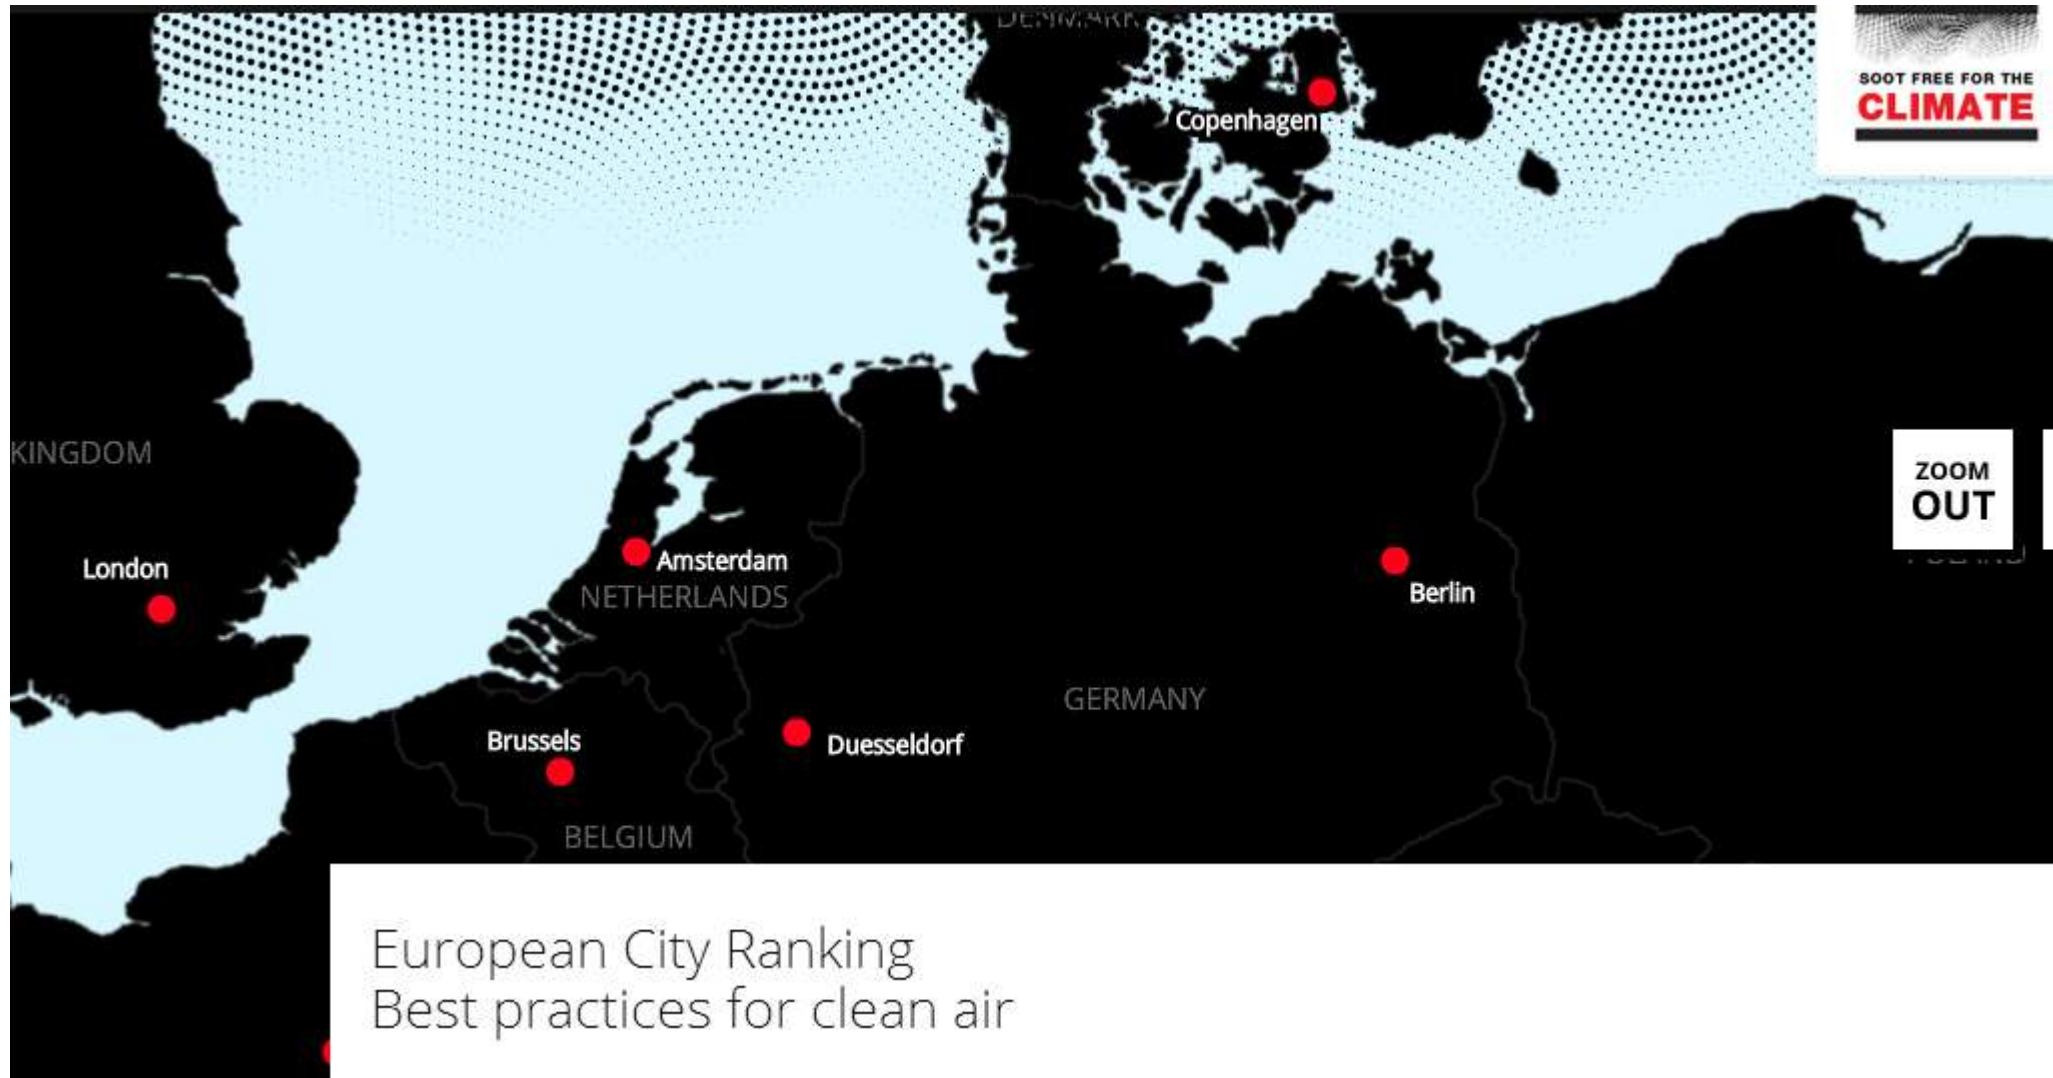 DENMARK
SOOT FREE FOR THE
CLIMATE
Copenhagen
KINGDOM
ZOOM
OUT
London
Amsterdam
NETHERLANDS
Berlin
GERMANY
Brussels
Duesseldorf
BELGIUM
European City Ranking
Best practices for clean air